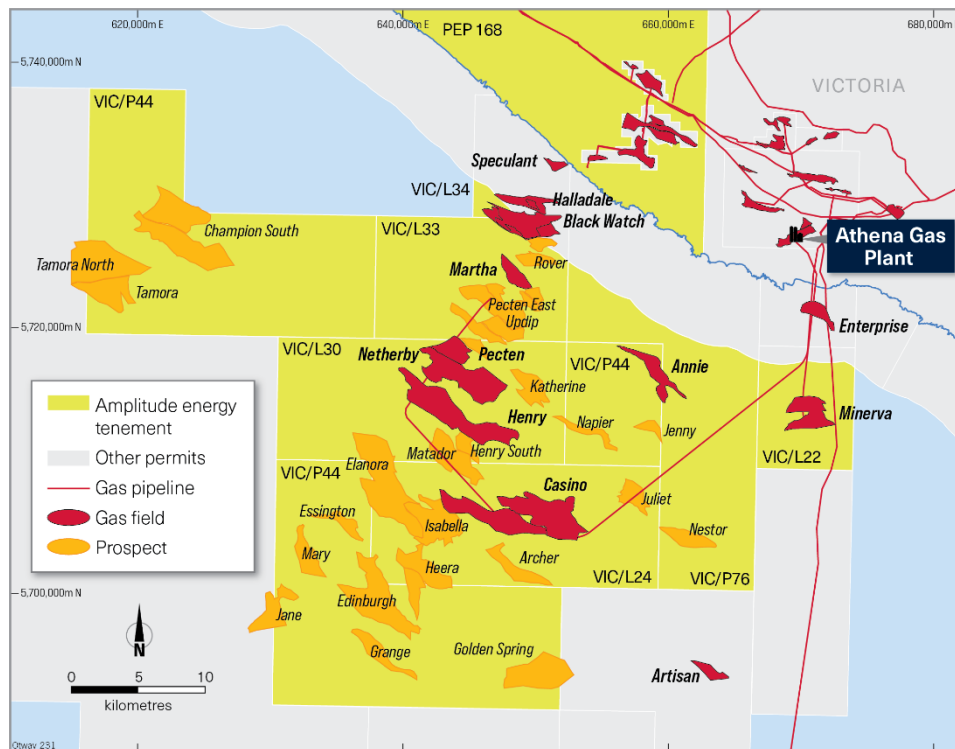 620,000m E
640,000m E
660,000m E
680,000m E
PEP 168
5,740,000m N
VICTORIA
VIC/P44
Speculant
VIC/L34
Halladale
Black Watch
Champion South
VIC/L33
Athena Gas
Plant
Tamora North
Martha
Rover
Tamora
Pecten East
Updip
5,720,000m N
Enterprise
VIC/L30
Netherby
Pecten
VIC/P44
Annie
Katherine
Amplitude energy
tenement
Other permits
Gas pipeline
Gas field
Prospect
Henry
Napier
Jenny
Minerva
Matador
Henry South
VIC/L22
Elanora
VIC/P44
Casino
Juliet
Essington
Isabella
Nestor
Mary
Heera
Archer
VIC/L24
VIC/P76
5,700,000m N
Jane
Edinburgh
N
Grange
Golden Spring
Artisan
0
5
10
kilometres
Otway 231